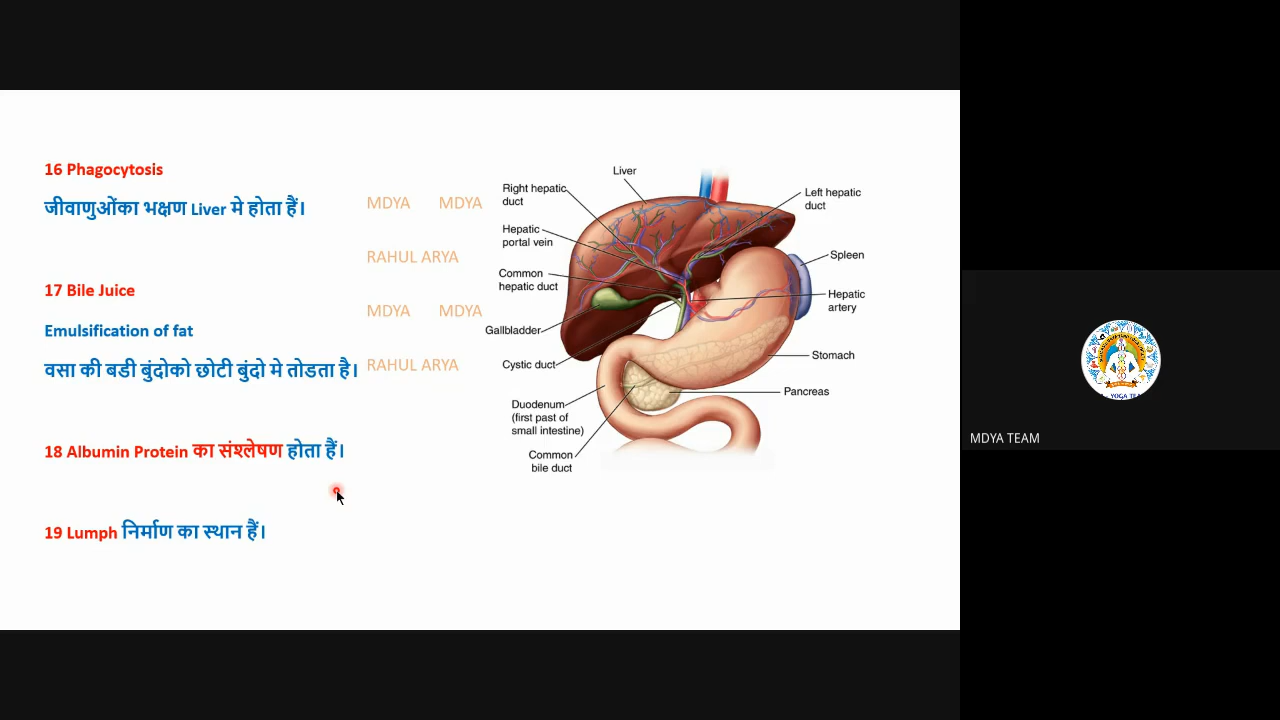 16 Phagocytosis
जीवाणुओंका भक्षण Liver मे होता हैं।
17 Bile Juice
Emulsification of fat
वसा की बडी बुंदोको छोटी बुंदो मे तोडता है।
18 Albumin Protein का संश्लेषण होता हैं।
19 Lumph निर्माण का स्थान हैं।
MDYA MDYA
RAHUL ARYA
MDYA MDYA
RAHUL ARYA
Liver
Right hepatic
duct
Hepatic
portal vein
Common
hepatic duct
Gallbladder
Cystic duct
Duodenum
(first past of
small intestine)
Common
bile duct
Left hepatic
duct
Spleen
Hepatic
artery
Stomach
Pancreas
MDYA TEAM